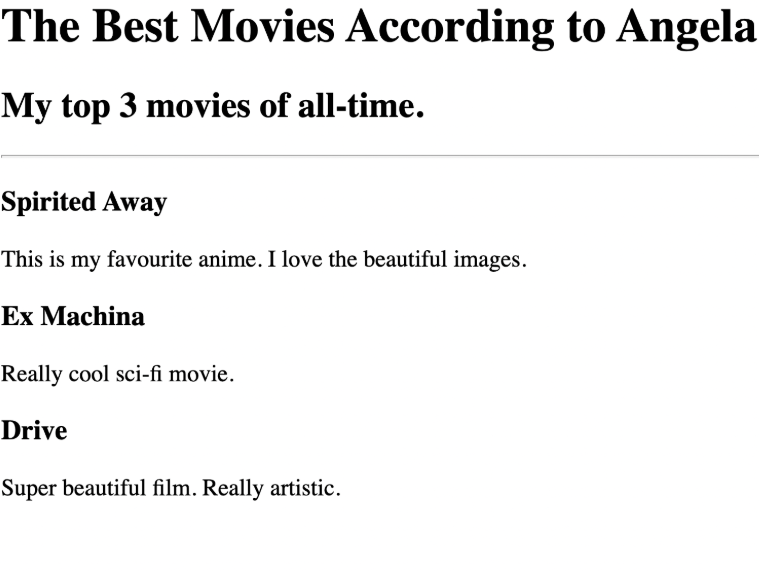 The Best Movies According to Angela
My top 3 movies of all-time.
Spirited Away
This is my favourite anime. I love the beautiful images.
Ex Machina
Really cool sci-fi movie.
Drive
Super beautiful film. Really artistic.